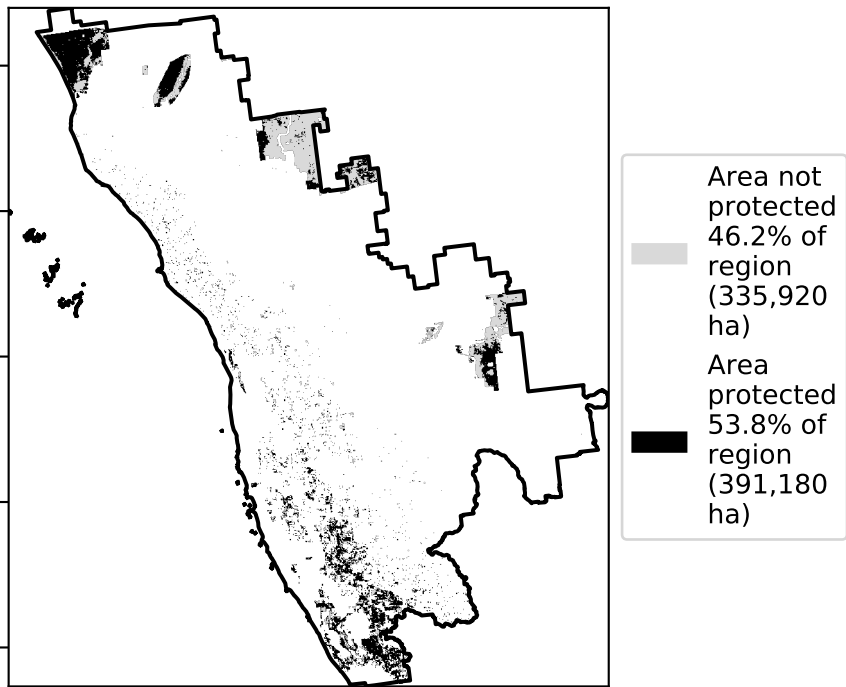 Area not
protected
46.2% of
region
(335,920
ha)
Area
protected
53.8% of
region
(391,180
ha)